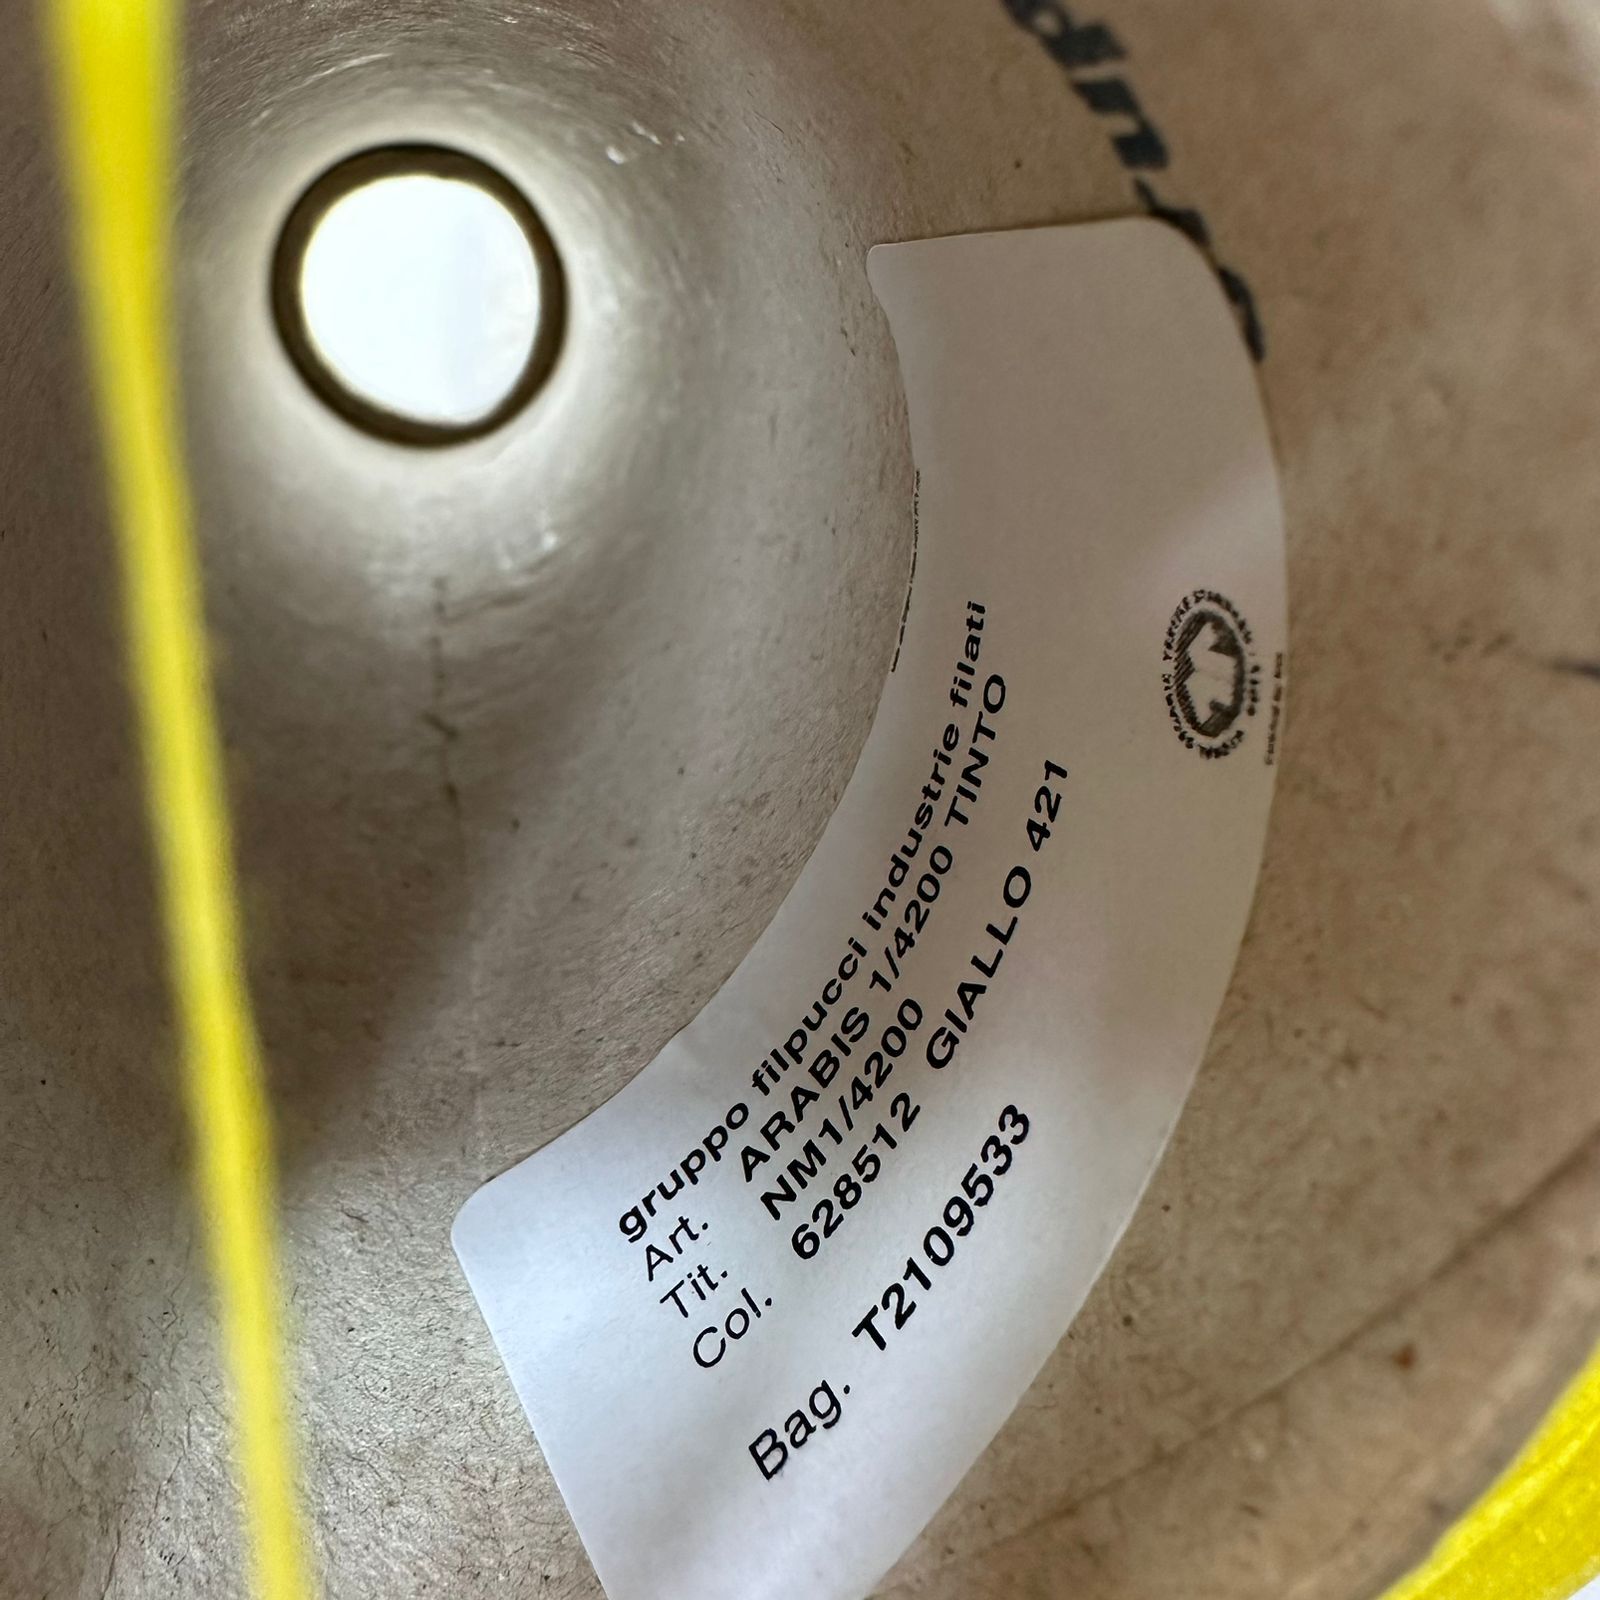 gruppo filpucci industrie filati
Art. ARABIS 1/4200 TINTO
Tit. NM1/4200
Col. 628512 GIALLO 421
Bag. T2109533